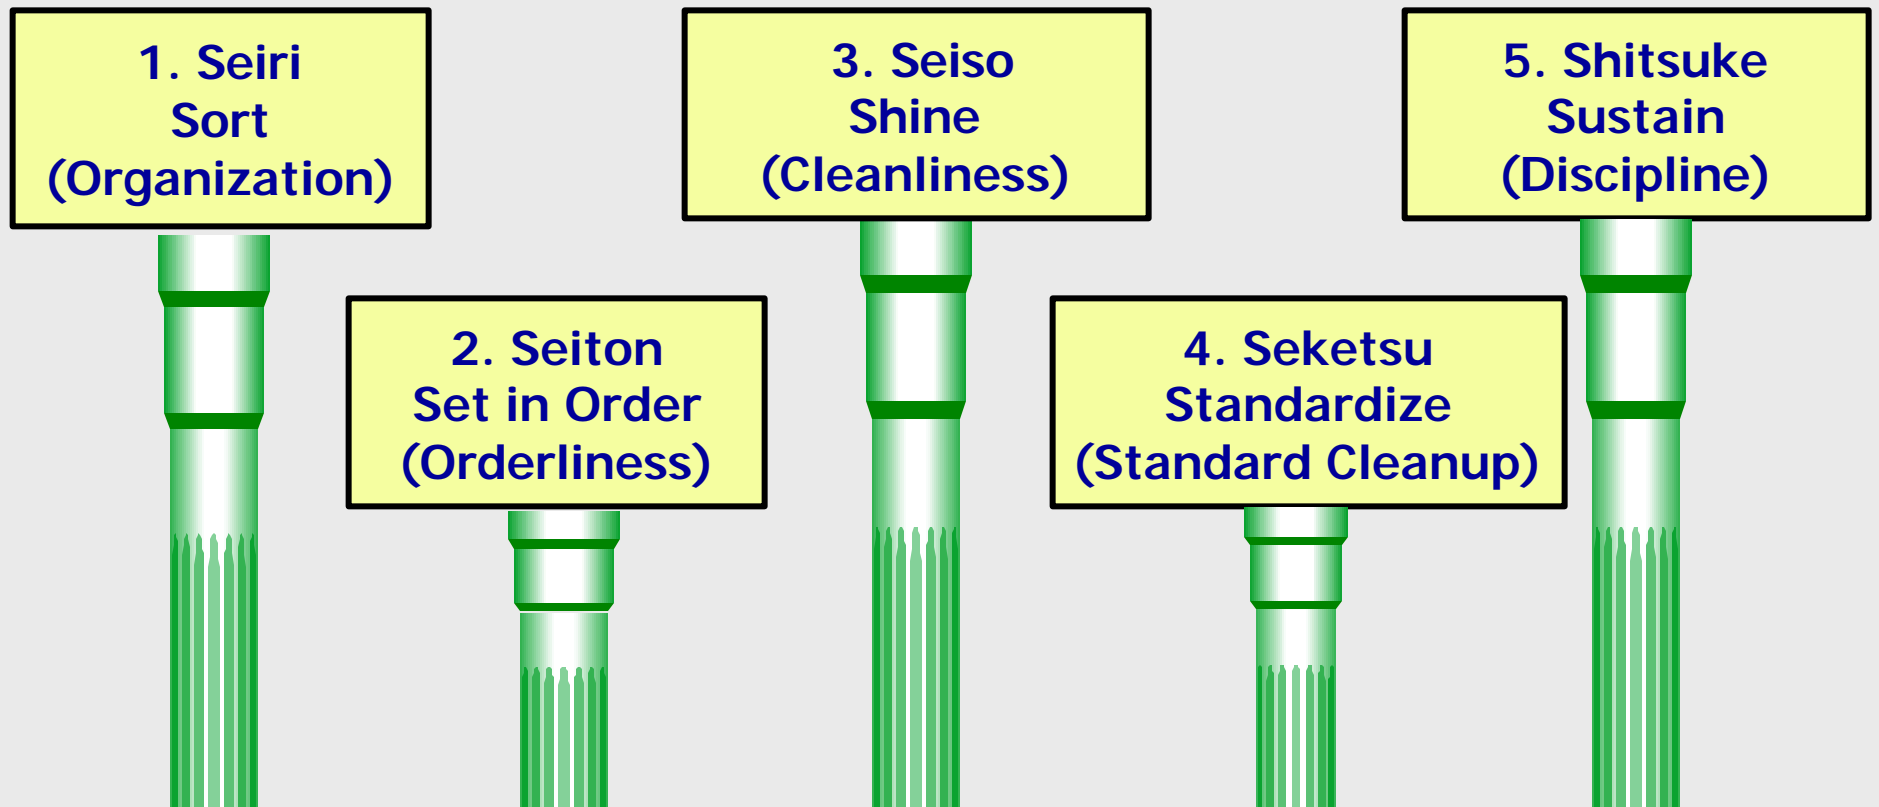 1. Seiri
Sort
(Organization)
2. Seiton
Set in Order
(Orderliness)
3. Seiso
Shine
(Cleanliness)
4. Seketsu
Standardize
(Standard Cleanup)
5. Shitsuke
Sustain
(Discipline)